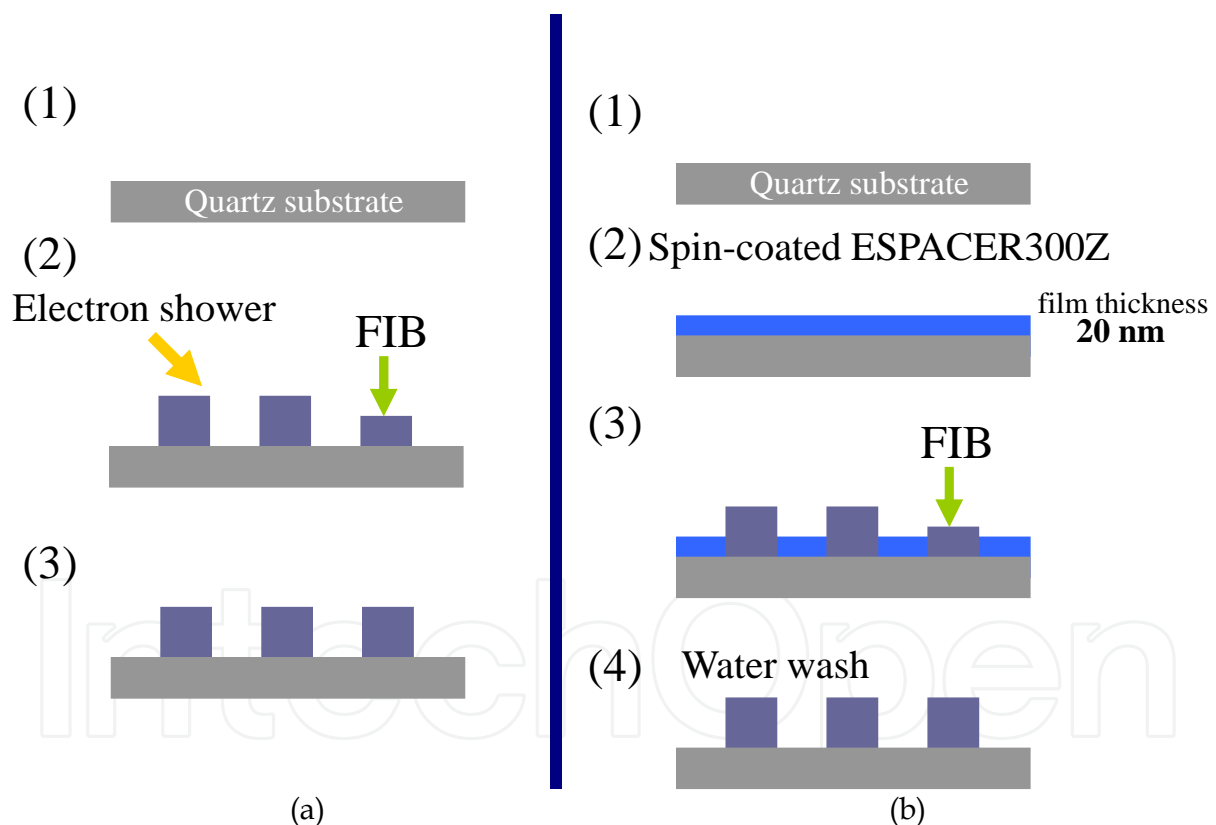 (1)
Quartz substrate
(2)
Electron shower
FIB
(3)
(a)
(1)
Quartz substrate
(2) Spin-coated ESPACER300Z
film thickness
20 nm
(3)
FIB
(4) Water wash
(b)
IntechOpen